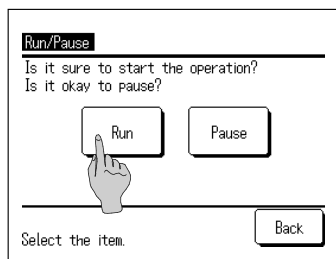 Run/Pause
Is it sure to start the operation?
Is it okay to pause?
Run Pause
Back
Select the item.